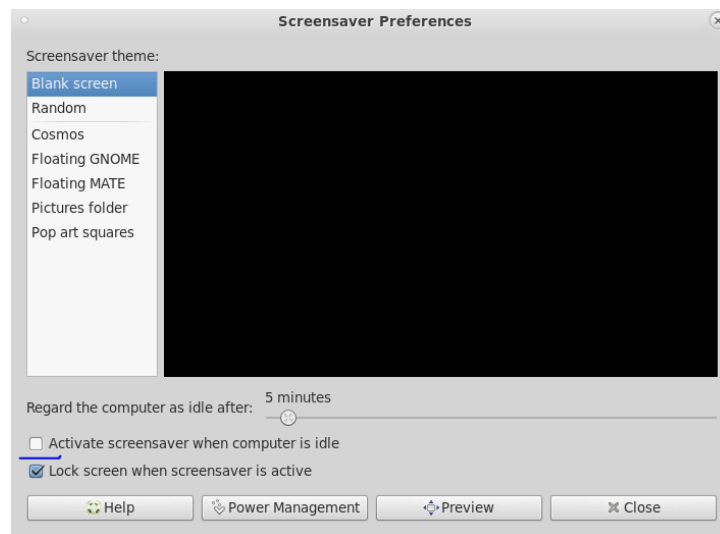 Screensaver Preferences
Screensaver theme:
Blank screen
Random
Cosmos
Floating GNOME
Floating MATE
Pictures folder
Pop art squares
5 minutes
Regard the computer as idle after:
Activate screensaver when computer is idle
Lock screen when screensaver is active
Help Power Management Preview Close